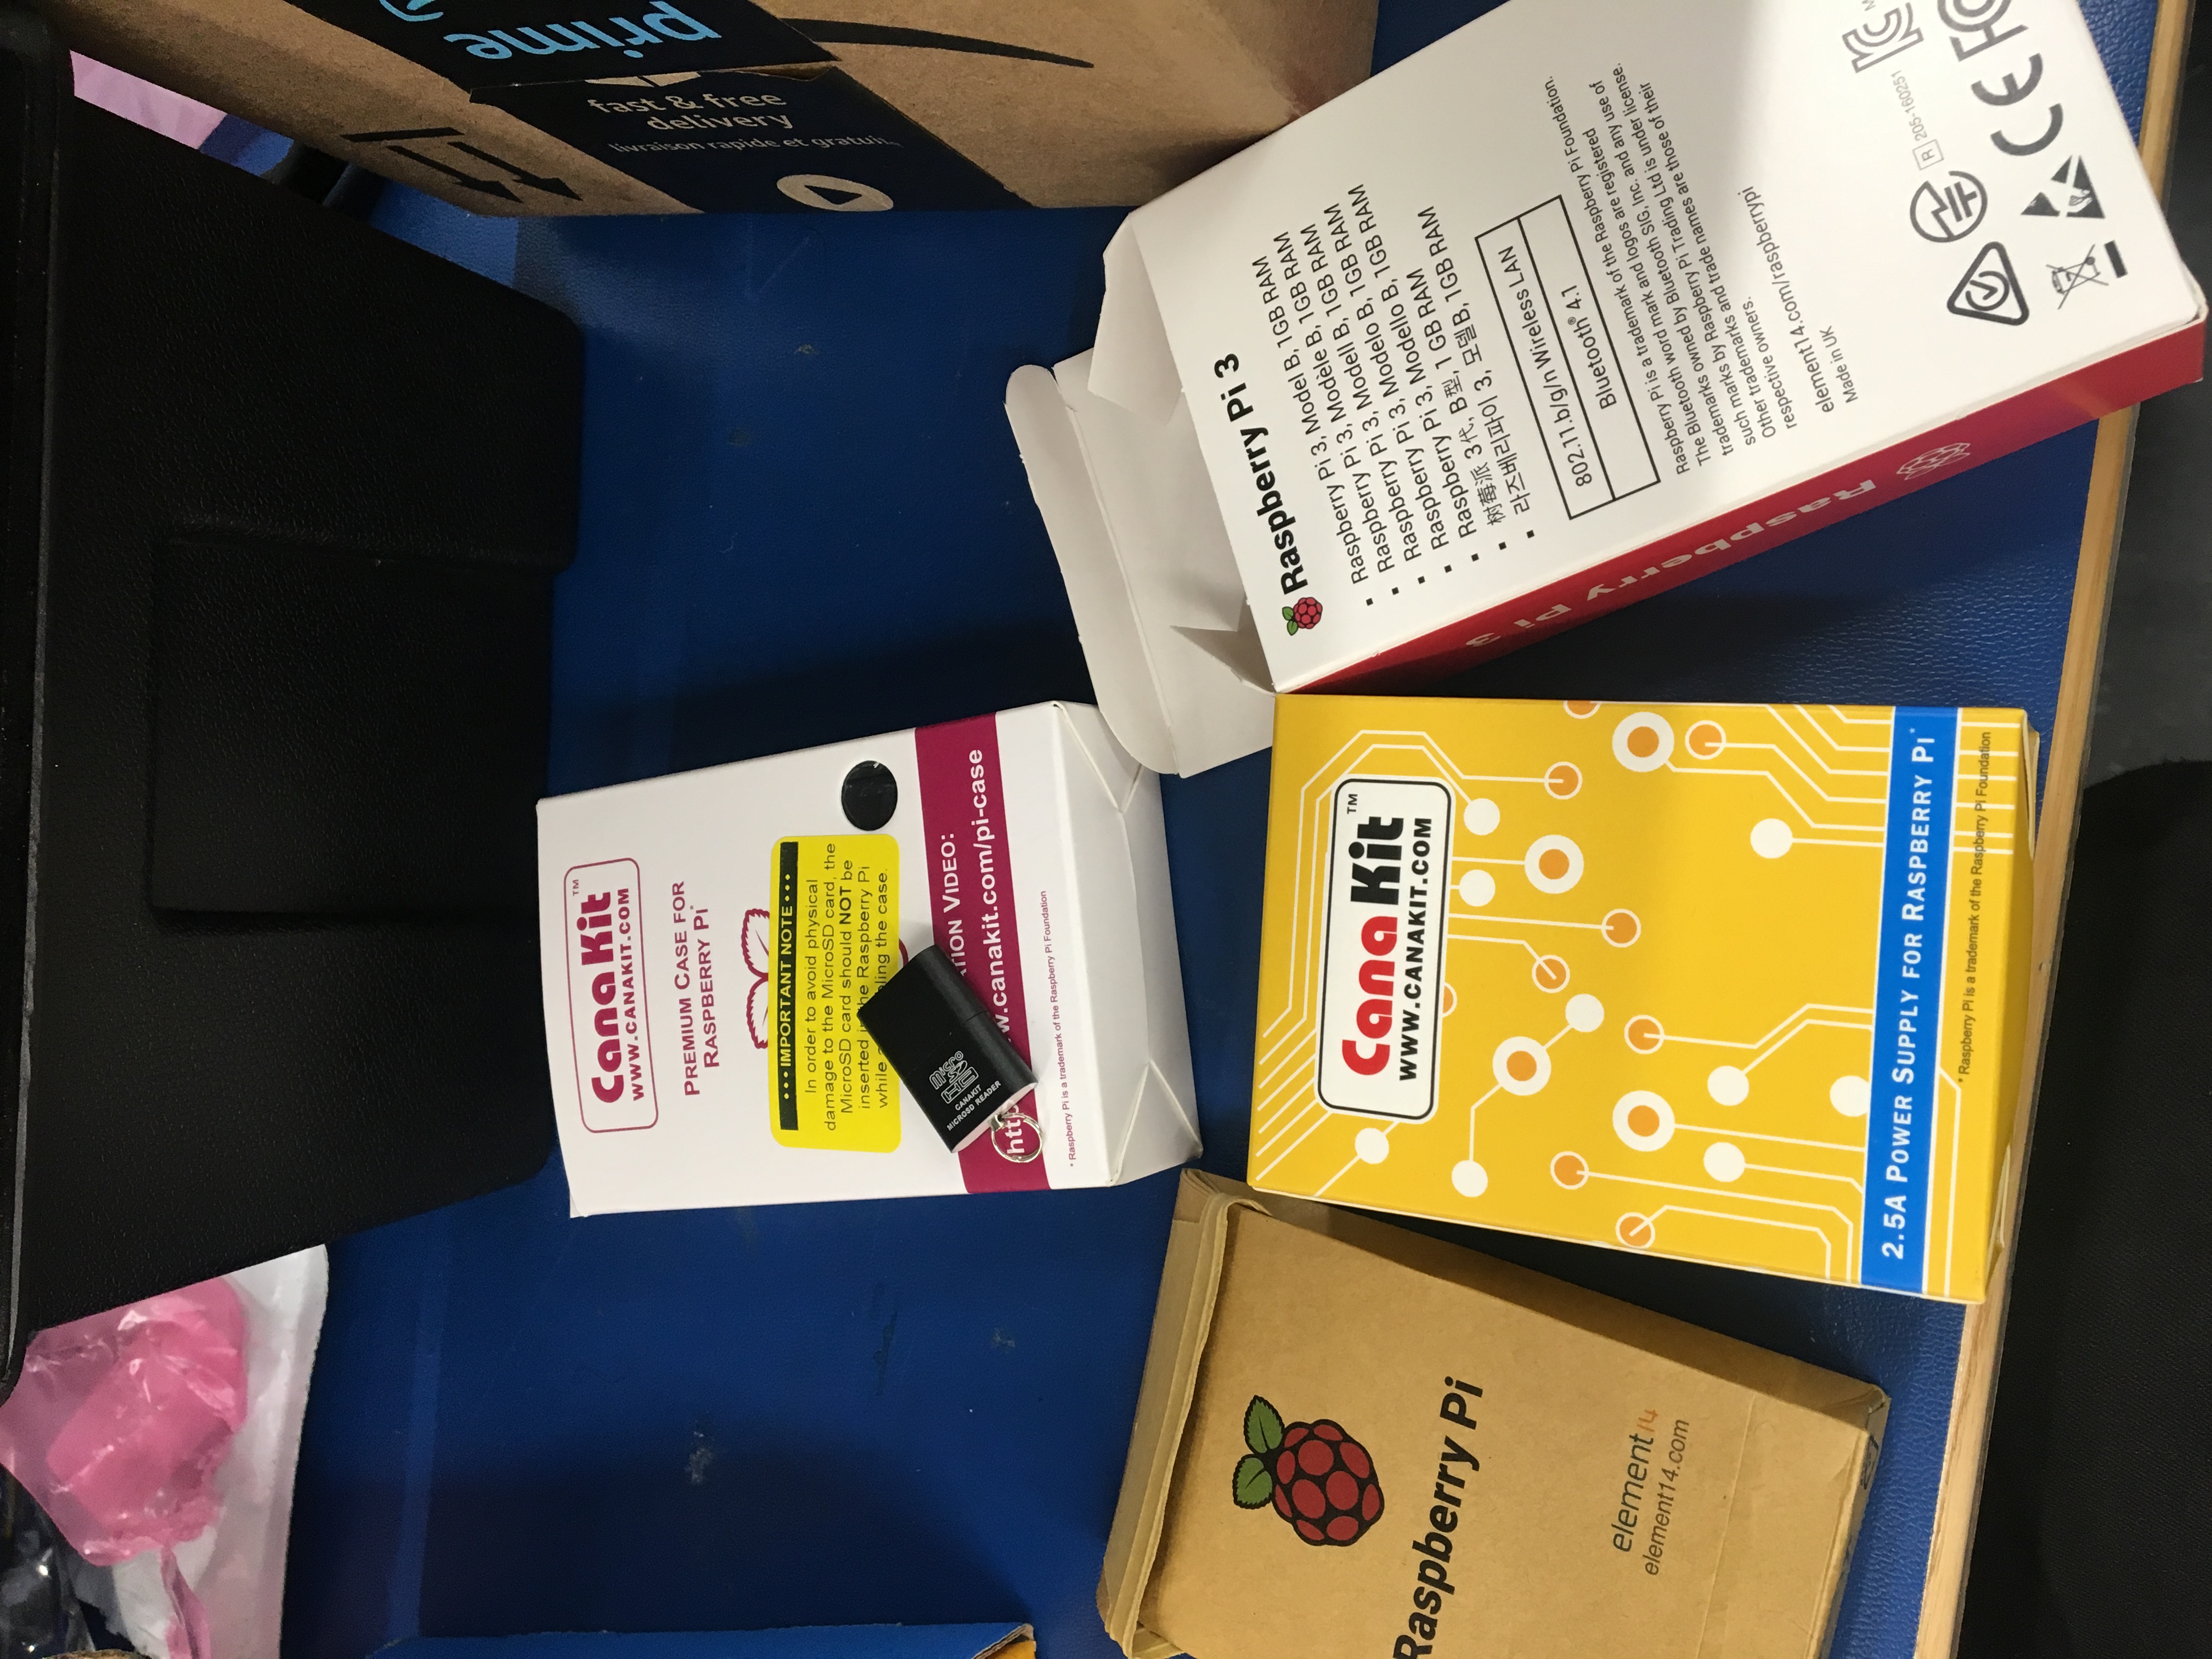 CanaKit™
WWW.CANAKIT.COM
PREMIUM CASE FOR
RASPBERRY PI*
••• IMPORTANT NOTE •••
In order to avoid physical
damage to the MicroSD card, the
MicroSD card should NOT be
inserted in the Raspberry Pi
while bling the case.
ATION VIDEO:
htt w.canakit.com/pi-case
* Raspberry Pi is a trademark of the Raspberry Pi Foundation
micro
SD
HC
CANAKIT
MICROSD READER
prime
fast & free
delivery
livraison rapide et gratuit
Raspberry Pi
element14
element14.com
CanaKit™
WWW.CANAKIT.COM
2.5A POWER SUPPLY FOR RASPBERRY PI*
* Raspberry Pi is a trademark of the Raspberry Pi Foundation
Raspberry Pi 3
Raspberry Pi 3
▪ Raspberry Pi 3, Model B, 1GB RAM
▪ Raspberry Pi 3, Modèle B, 1GB RAM
▪ Raspberry Pi 3, Modell B, 1GB RAM
▪ Raspberry Pi 3, Modelo B, 1GB RAM
▪ Raspberry Pi 3, Modello B, 1GB RAM
▪ 树莓派 3代, B型, 1 GB RAM
▪ 라즈베리파이 3, 모델B, 1GB RAM
802.11.b/g/n Wireless LAN
Bluetooth® 4.1
Raspberry Pi is a trademark of the Raspberry Pi Foundation.
The Bluetooth word mark and logos are registered
trademarks owned by Bluetooth SIG, Inc. and any use of
such marks by Raspberry Pi Trading Ltd is under license.
Other trademarks and trade names are those of their
respective owners.
element14.com/raspberrypi
Made in UK
R 205-160251
CE FC